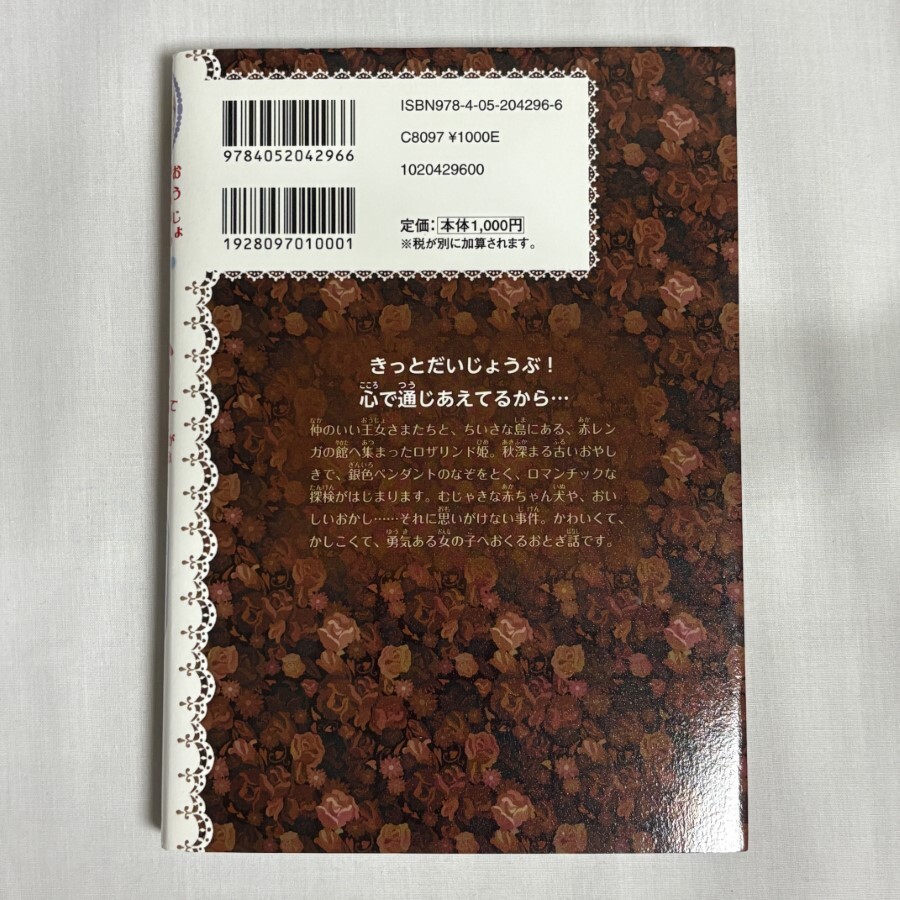 ISBN978-4-05-204296-6
9784052042966
C8097 ¥1000E
1020429600
1928097010001
定価:本体1,000円
※税が別に加算されます。
おうじょ
きっとだいじょうぶ!
心で通じあえてるから…
仲のいい王女さまたちと、ちいさな島にある、赤レン
ガの館へ集まったロザリンド姫。秋深まる古いおやし
きで、銀色ペンダントのなぞをとく、ロマンチックな
探検がはじまります。むじゃきな赤ちゃん犬や、おい
しいおかし……それに思いがけない事件。かわいくて、
かしこくて、勇気ある女の子へおくるおとぎ話です。